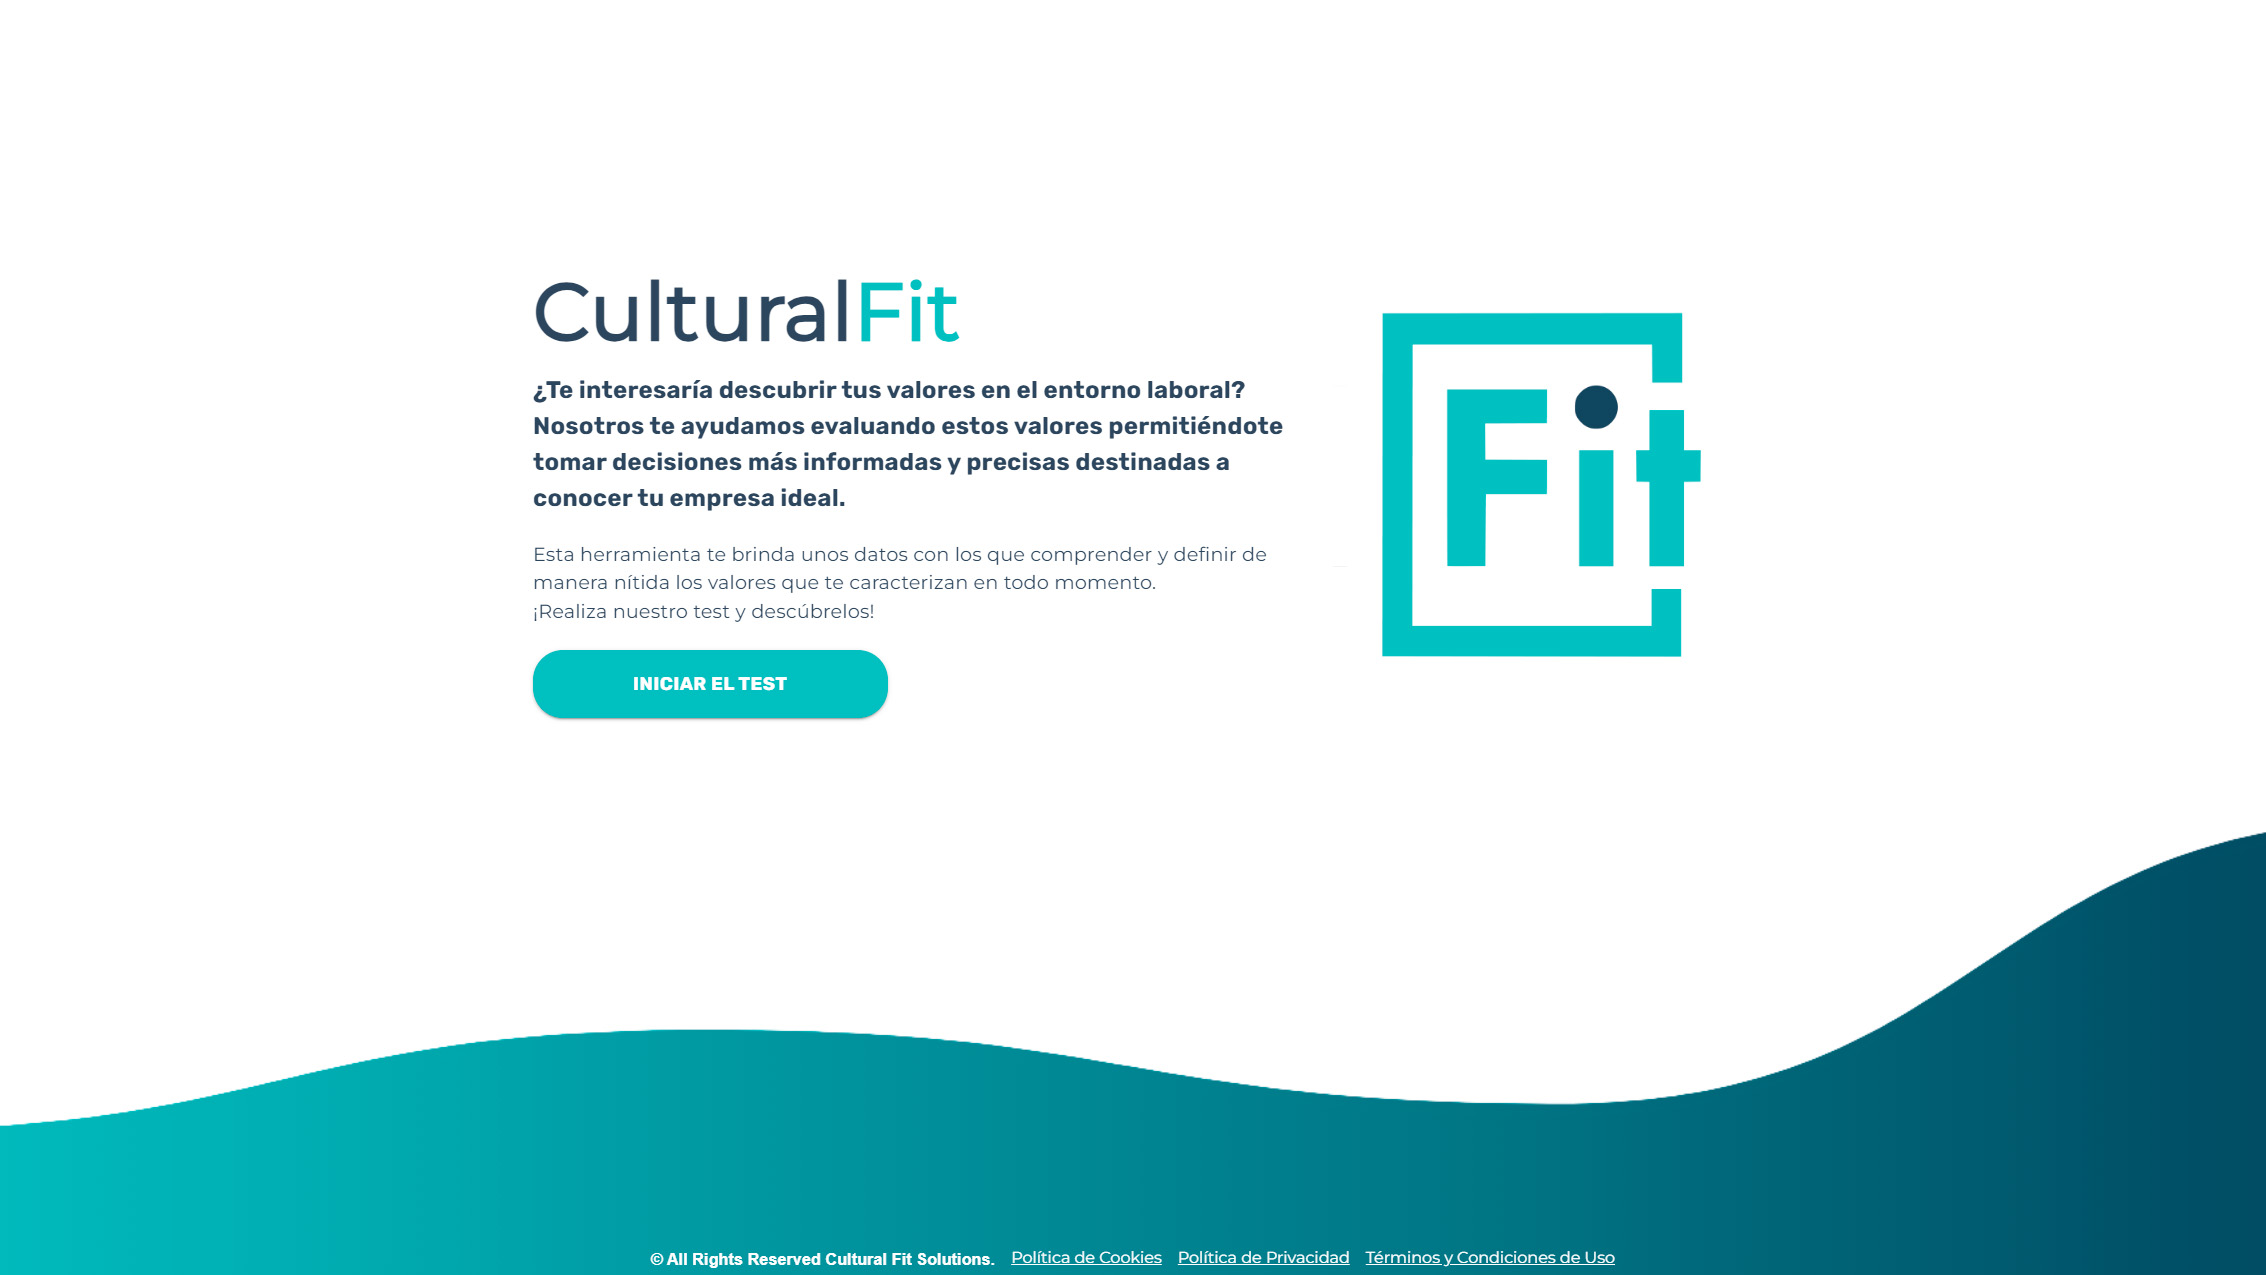 CulturalFit
¿Te interesaría descubrir tus valores en el entorno laboral?
Nosotros te ayudamos evaluando estos valores permitiéndote
tomar decisiones más informadas y precisas destinadas a
conocer tu empresa ideal.
Esta herramienta te brinda unos datos con los que comprender y definir de
manera nítida los valores que te caracterizan en todo momento.
¡Realiza nuestro test y descúbrelos!
INICIAR EL TEST
Fit
© All Rights Reserved Cultural Fit Solutions. Política de Cookies Política de Privacidad Términos y Condiciones de Uso